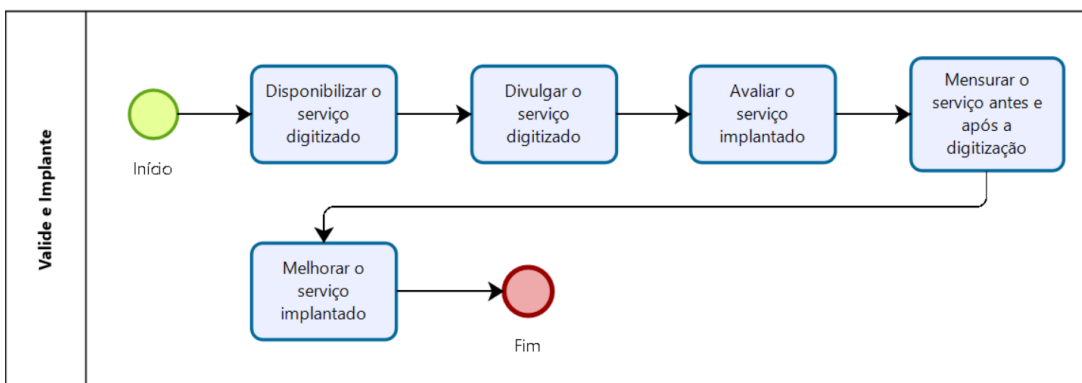 Valide e Implante
Início
Disponibilizar o
serviço
digitizado
Divulgar o
serviço
digitizado
Avaliar o
serviço
implantado
Mensurar o
serviço antes e
após a
digitização
Melhorar o
serviço
implantado
Fim